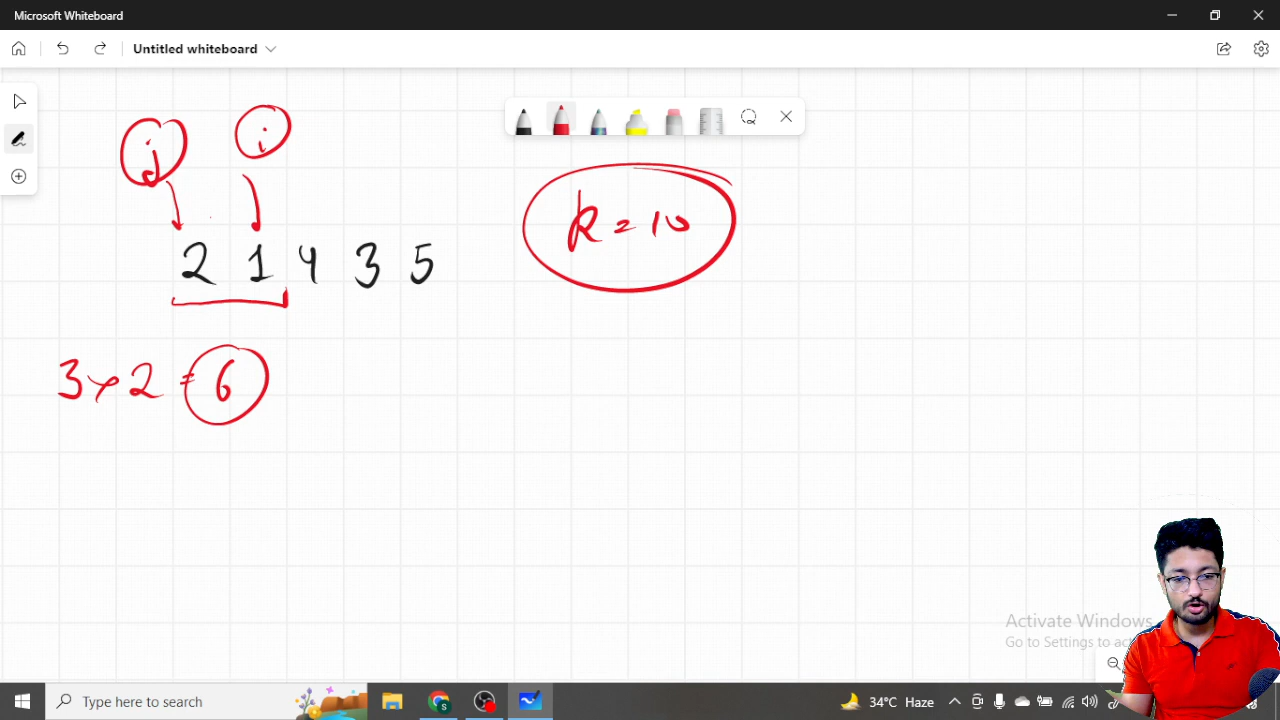 Microsoft Whiteboard
Untitled whiteboard
j i
2 1 4 3 5
k = 10
3 × 2 = 6
Activate Windows
Go to Settings to act
Type here to search
34°C Haze